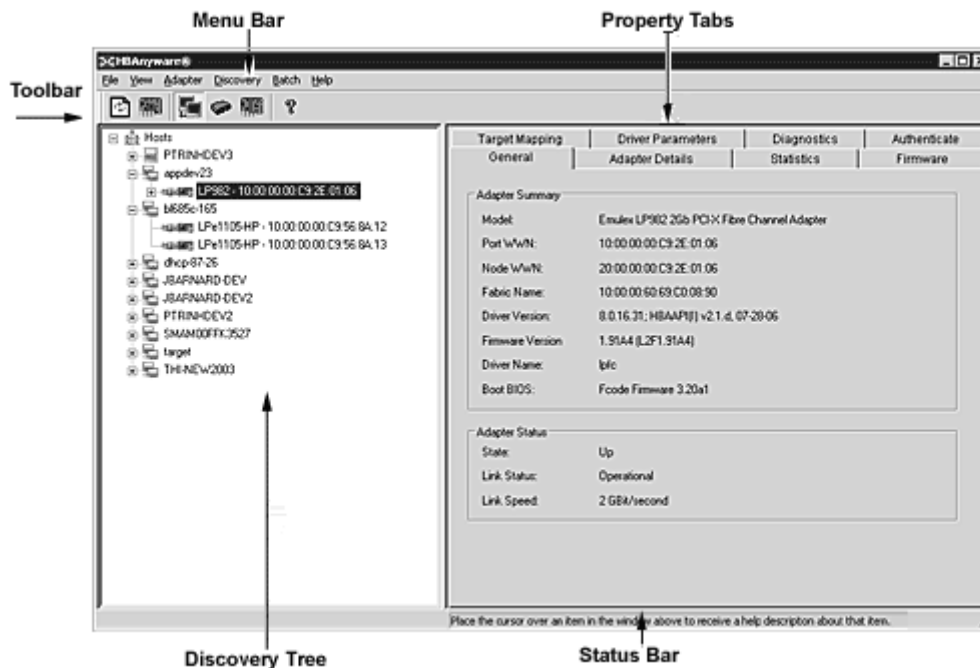 Menu Bar
Property Tabs
Toolbar
HBAnyware®
File View Adapter Discovery Batch Help
Hosts
PTRINHDEV3
appdev23
LP982 - 10:00:00:00:C9:2E:01:06
bl685c-165
LPe1105-HP - 10:00:00:00:C9:56:8A:12
LPe1105-HP - 10:00:00:00:C9:56:8A:13
dhcp-87-26
JBARNARD-DEV
JBARNARD-DEV2
PTRINHDEV2
SMAM00FFK3527
target
THI-NEW2003
Target Mapping Driver Parameters Diagnostics Authenticate
General Adapter Details Statistics Firmware
Adapter Summary
Model: Emulex LP982 2Gb PCI-X Fibre Channel Adapter
Port WWN: 10:00:00:00:C9:2E:01:06
Node WWN: 20:00:00:00:C9:2E:01:06
Fabric Name: 10:00:00:60:69:C0:08:90
Driver Version: 8.0.16.31; HBAAPI(I) v2.1.d, 07-28-06
Firmware Version 1.91A4 (L2F1.91A4)
Driver Name: lpfc
Boot BIOS: Fcode Firmware 3.20a1
Adapter Status
State: Up
Link Status: Operational
Link Speed: 2 GBit/second
Place the cursor over an item in the window above to receive a help description about that item.
Discovery Tree
Status Bar